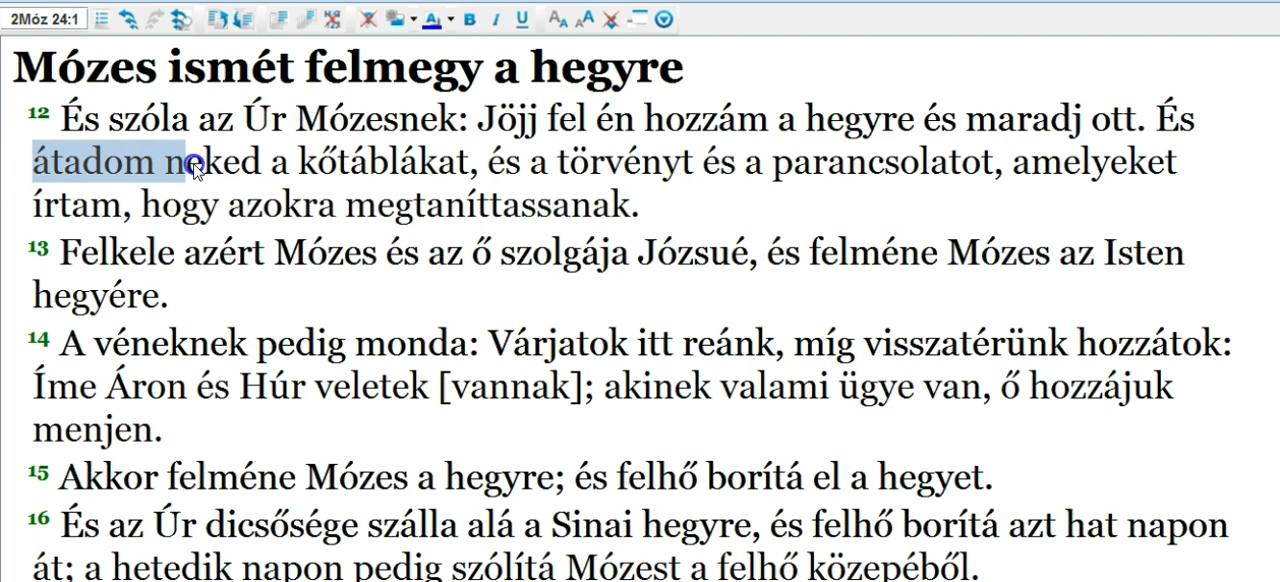 2Móz 24:1
Mózes ismét felmegy a hegyre
12 És szóla az Úr Mózesnek: Jöjj fel én hozzám a hegyre és maradj ott. És
átadom neked a kőtáblákat, és a törvényt és a parancsolatot, amelyeket
írtam, hogy azokra megtaníttassanak.
13 Felkele azért Mózes és az ő szolgája Józsué, és felméne Mózes az Isten
hegyére.
14 A véneknek pedig monda: Várjatok itt reánk, míg visszatérünk hozzátok:
Íme Áron és Húr veletek [vannak]; akinek valami ügye van, ő hozzájuk
menjen.
15 Akkor felméne Mózes a hegyre; és felhő borítá el a hegyet.
16 És az Úr dicsősége szálla alá a Sinai hegyre, és felhő borítá azt hat napon
át; a hetedik napon pedig szólítá Mózest a felhő közepéből.